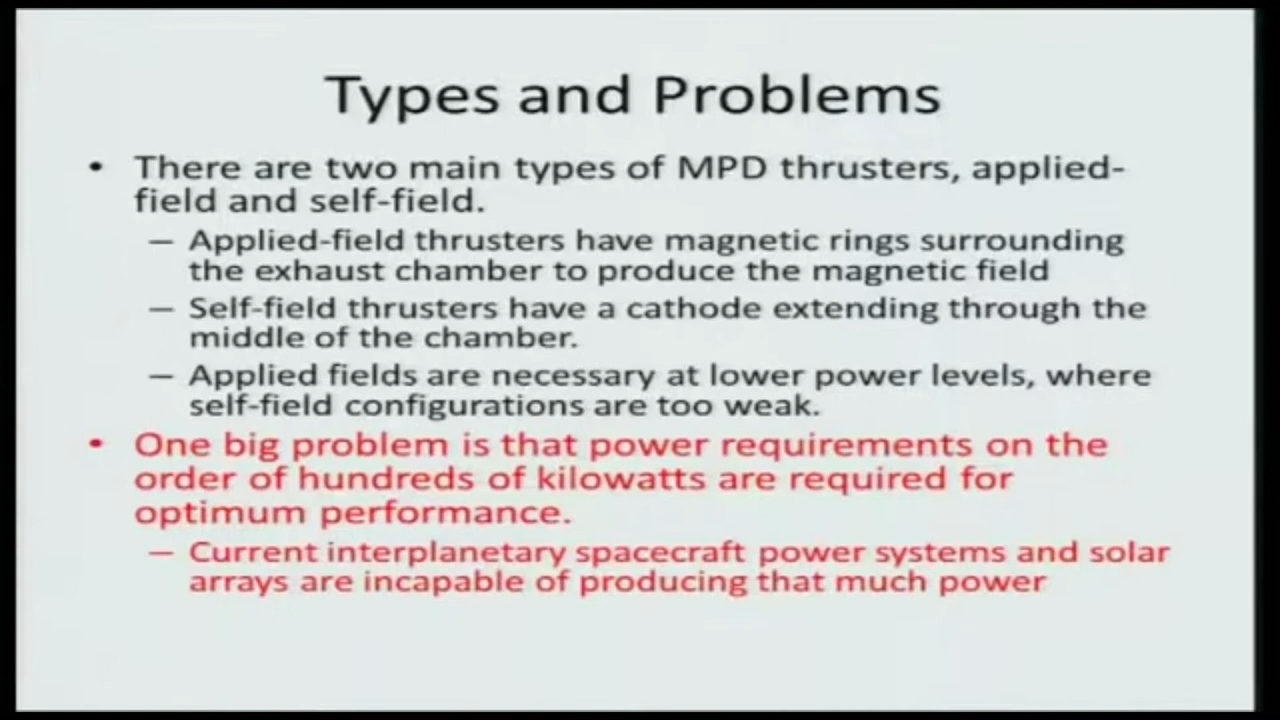 Types and Problems
• There are two main types of MPD thrusters, applied-
field and self-field.
– Applied-field thrusters have magnetic rings surrounding
the exhaust chamber to produce the magnetic field
– Self-field thrusters have a cathode extending through the
middle of the chamber.
– Applied fields are necessary at lower power levels, where
self-field configurations are too weak.
• One big problem is that power requirements on the
order of hundreds of kilowatts are required for
optimum performance.
– Current interplanetary spacecraft power systems and solar
arrays are incapable of producing that much power